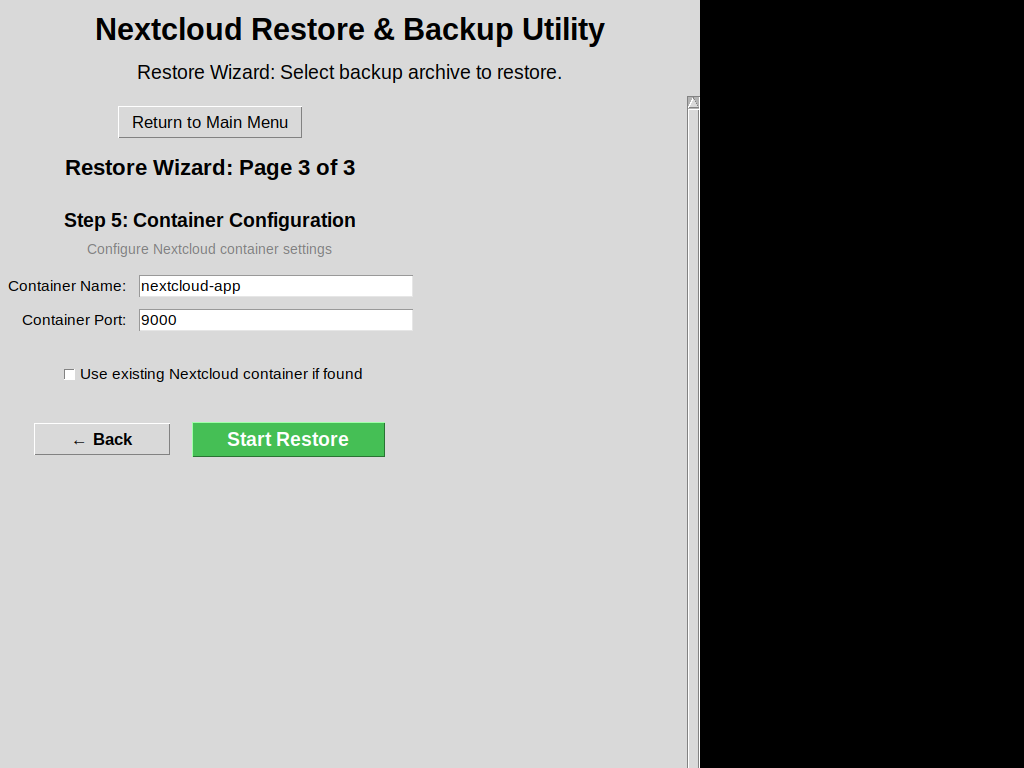 Nextcloud Restore & Backup Utility
Restore Wizard: Select backup archive to restore.
Return to Main Menu
Restore Wizard: Page 3 of 3
Step 5: Container Configuration
Configure Nextcloud container settings
Container Name: nextcloud-app
Container Port: 9000
Use existing Nextcloud container if found
← Back Start Restore